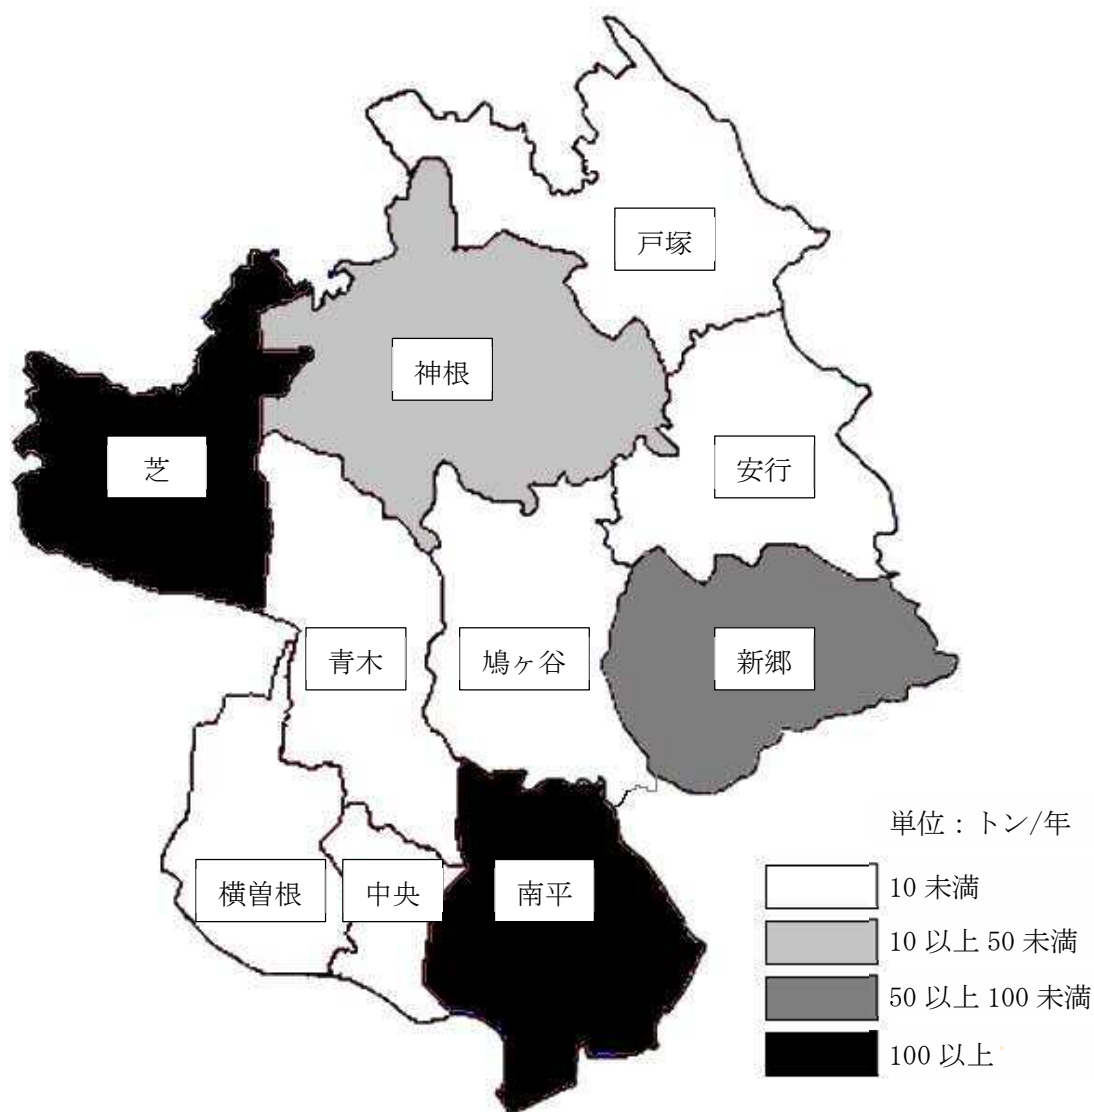 戸塚
神根
芝
安行
青木
鳩ヶ谷
新郷
横曽根
中央
南平
単位：トン/年
10 未満
10 以上 50 未満
50 以上 100 未満
100 以上